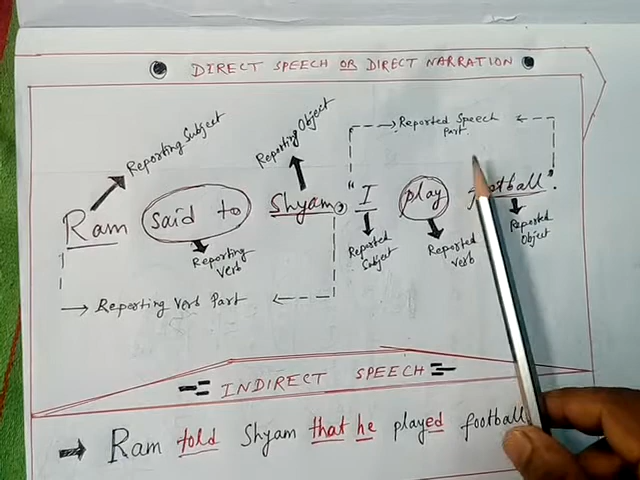 DIRECT SPEECH OR DIRECT NARRATION
Reporting Subject
Reporting Object
Reported Speech
Part
Ram said to Shyam, "I play football".
Reporting
Verb
Reported
Subject
Reported
Verb
Reported
Object
Reporting Verb Part
INDIRECT SPEECH
Ram told Shyam that he played football